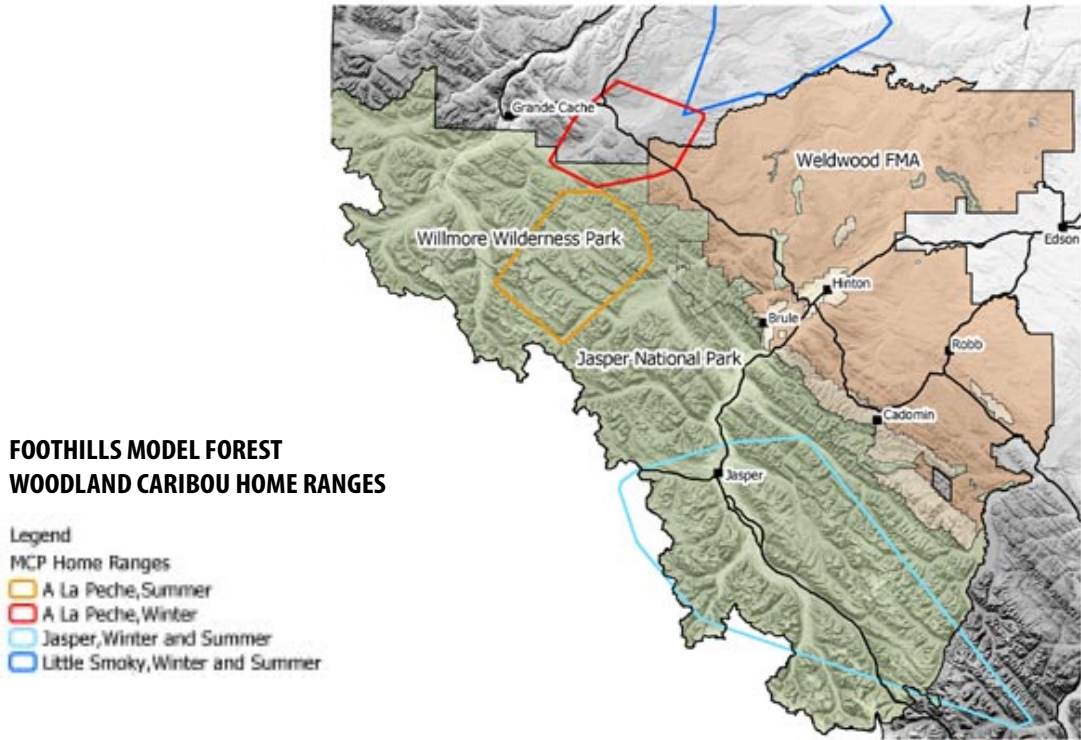 Grande Cache
Weldwood FMA
Willmore Wilderness Park
Edson
Hinton
Brule
Robb
Jasper National Park
Cadomin
Jasper
FOOTHILLS MODEL FOREST
WOODLAND CARIBOU HOME RANGES
Legend
MCP Home Ranges
A La Peche,Summer
A La Peche,Winter
Jasper,Winter and Summer
Little Smoky,Winter and Summer